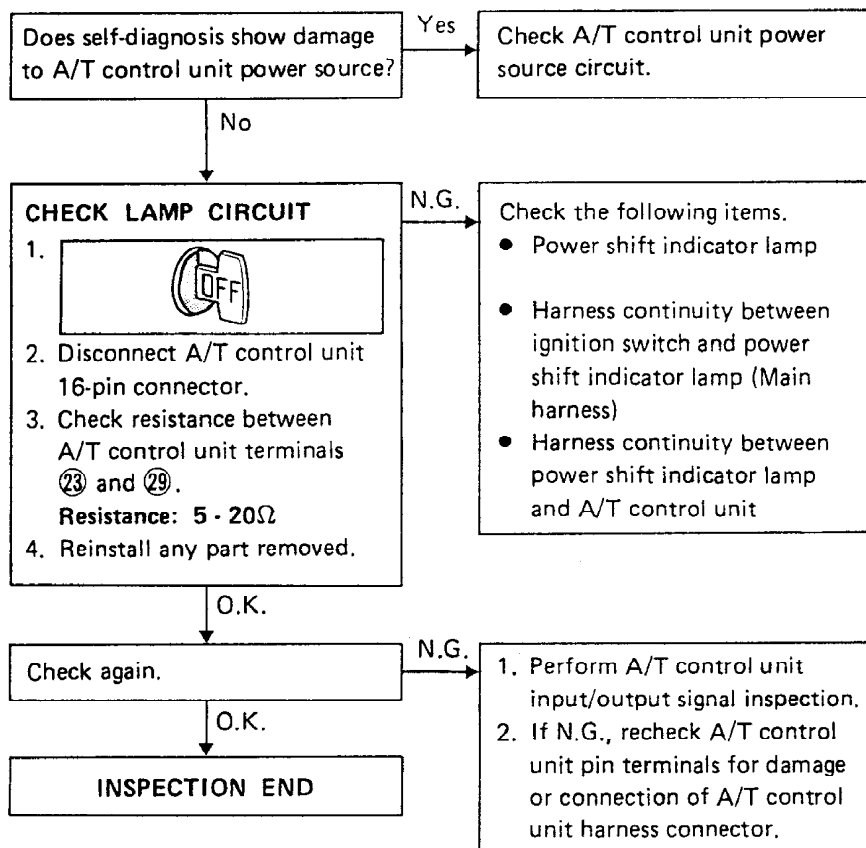 Does self-diagnosis show damage
to A/T control unit power source?
Yes
Check A/T control unit power
source circuit.
No
CHECK LAMP CIRCUIT
1.
OFF
2. Disconnect A/T control unit
16-pin connector.
3. Check resistance between
A/T control unit terminals
㉓ and ㉙.
Resistance: 5 - 20Ω
4. Reinstall any part removed.
N.G.
Check the following items.
● Power shift indicator lamp
● Harness continuity between
ignition switch and power
shift indicator lamp (Main
harness)
● Harness continuity between
power shift indicator lamp
and A/T control unit
O.K.
Check again.
N.G.
1. Perform A/T control unit
input/output signal inspection.
2. If N.G., recheck A/T control
unit pin terminals for damage
or connection of A/T control
unit harness connector.
O.K.
INSPECTION END